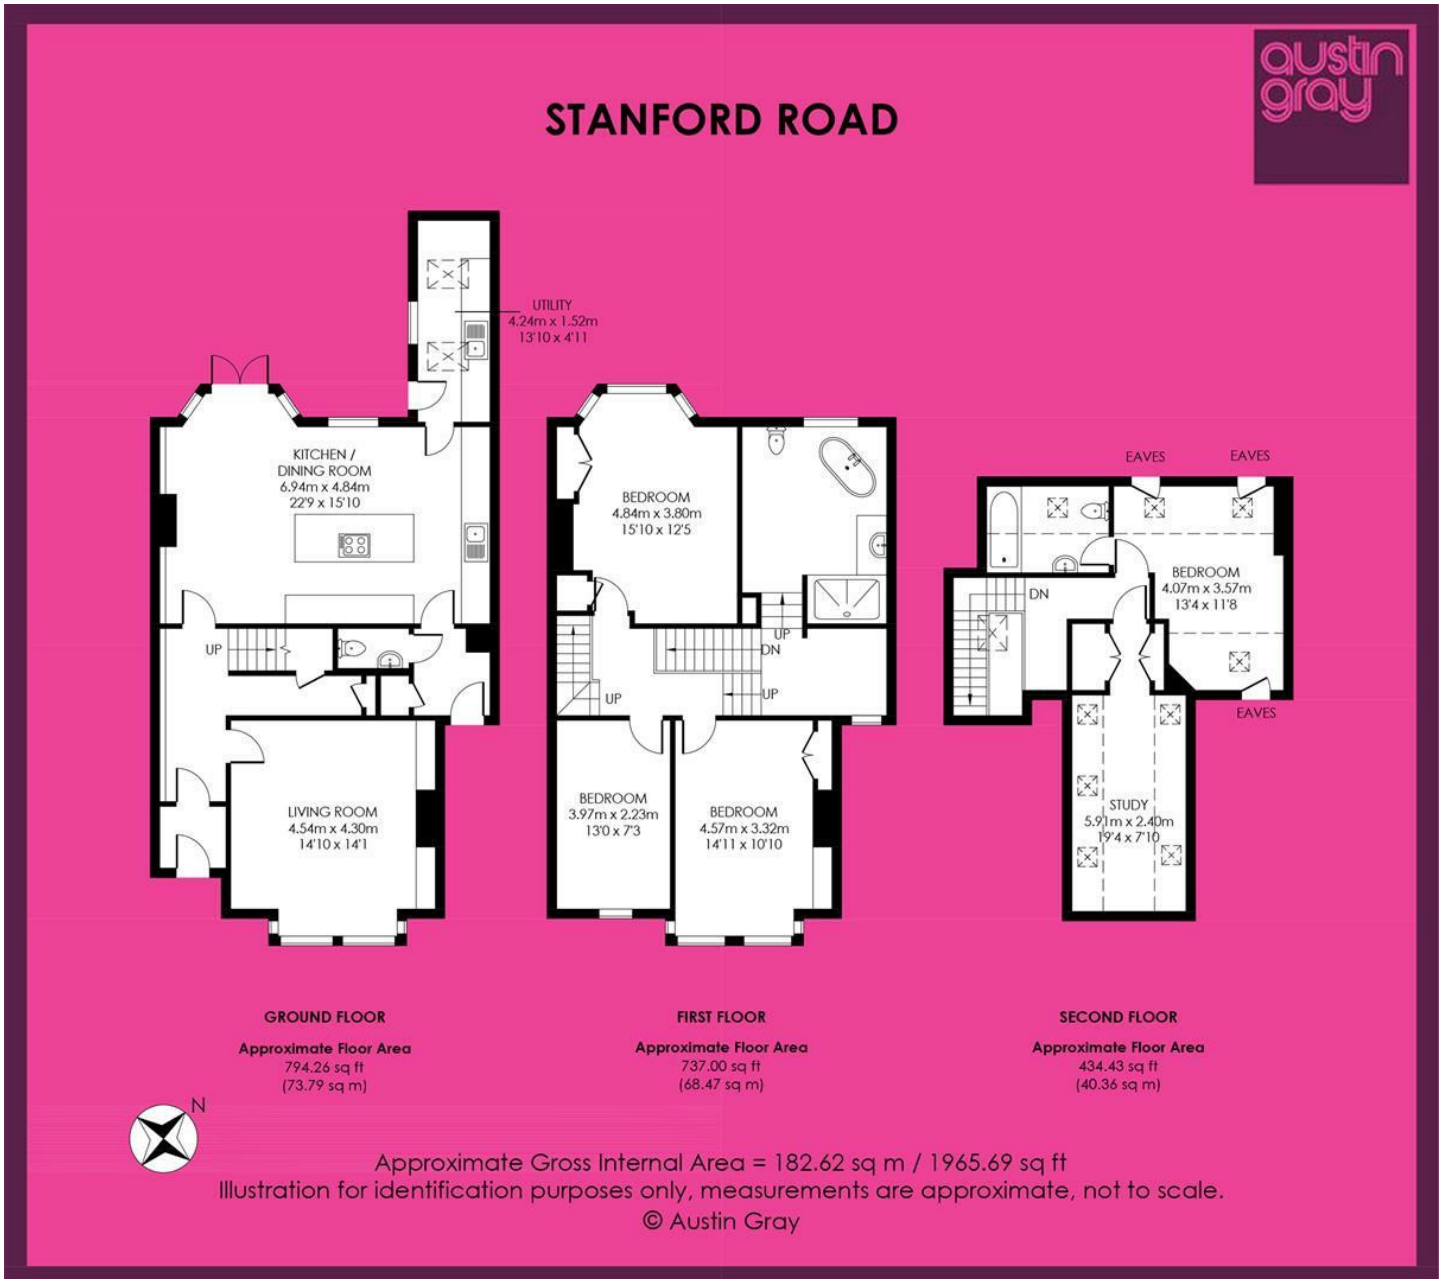 austin
gray
STANFORD ROAD
UTILITY
4.24m x 1.52m
13'10 x 4'11
KITCHEN /
DINING ROOM
6.94m x 4.84m
22'9 x 15'10
UP
LIVING ROOM
4.54m x 4.30m
14'10 x 14'1
BEDROOM
4.84m x 3.80m
15'10 x 12'5
UP
DN
UP
UP
BEDROOM
3.97m x 2.23m
13'0 x 7'3
BEDROOM
4.57m x 3.32m
14'11 x 10'10
EAVES
EAVES
BEDROOM
4.07m x 3.57m
13'4 x 11'8
DN
EAVES
STUDY
5.91m x 2.40m
19'4 x 7'10
GROUND FLOOR
Approximate Floor Area
794.26 sq ft
(73.79 sq m)
FIRST FLOOR
Approximate Floor Area
737.00 sq ft
(68.47 sq m)
SECOND FLOOR
Approximate Floor Area
434.43 sq ft
(40.36 sq m)
N
Approximate Gross Internal Area = 182.62 sq m / 1965.69 sq ft
Illustration for identification purposes only, measurements are approximate, not to scale.
© Austin Gray